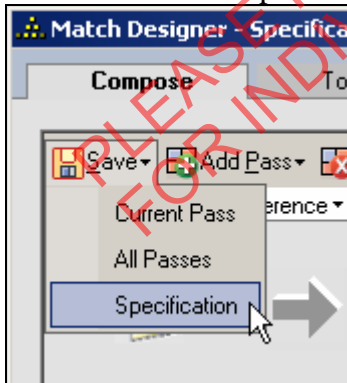 Match Designer - Specifica
Compose To
Save Add Pass
Current Pass erence
All Passes
Specification
PLEASE
FOR INDI